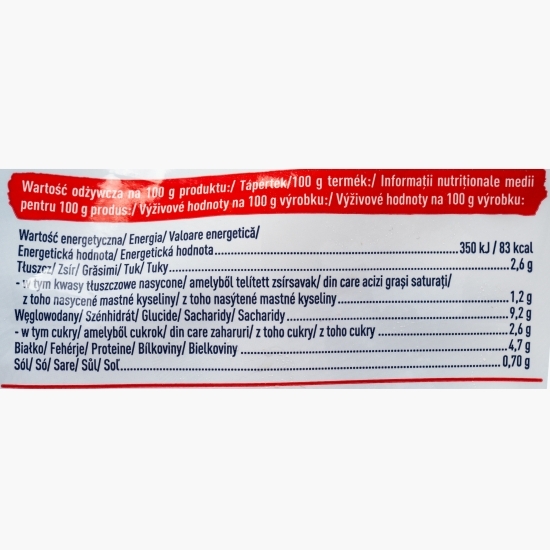 Wartość odżywcza na 100 g produktu:/ Tápérték/100 g termék:/ Informații nutriționale medii
pentru 100 g produs:/ Výživové hodnoty na 100 g výrobku:/ Výživové hodnoty na 100 g výrobku:
Wartość energetyczna/ Energia/ Valoare energetică/
Energetická hodnota/ Energetická hodnota 350 kJ / 83 kcal
Tłuszcz/ Zsír/ Grăsimi/ Tuk/ Tuky 2,6 g
- w tym kwasy tłuszczowe nasycone/ amelyből telített zsírsavak/ din care acizi grași saturați/
z toho nasycené mastné kyseliny/ z toho nasýtené mastné kyseliny 1,2 g
Węglowodany/ Szénhidrát/ Glucide/ Sacharidy/ Sacharidy 9,2 g
- w tym cukry/ amelyből cukrok/ din care zaharuri/ z toho cukry/ z toho cukry 2,6 g
Białko/ Fehérje/ Proteine/ Bílkoviny/ Bielkoviny 4,7 g
Sól/ Só/ Sare/ Sůl/ Soľ 0,70 g